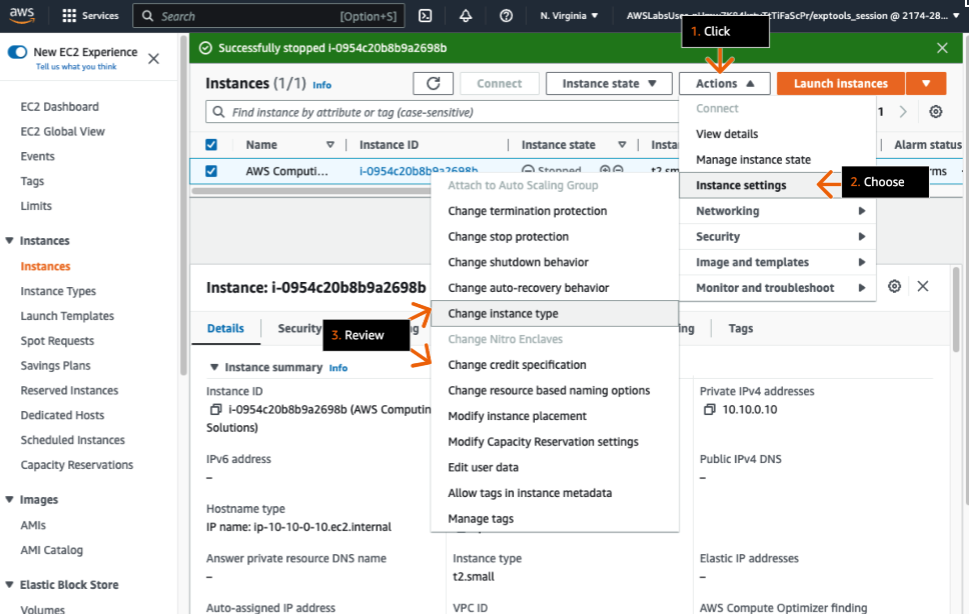 aws
Services
Search
[Option+S]
N. Virginia
exptools_session @ 2174-28...
1. Click
New EC2 Experience
Tell us what you think
EC2 Dashboard
EC2 Global View
Events
Tags
Limits
Instances
Instances
Instance Types
Launch Templates
Spot Requests
Savings Plans
Reserved Instances
Dedicated Hosts
Scheduled Instances
Capacity Reservations
Images
AMIs
AMI Catalog
Elastic Block Store
Volumes
Successfully stopped i-0954c20b8b9a2698b
Instances (1/1) Info
Connect
Instance state
Actions
Launch instances
Find instance by attribute or tag (case-sensitive)
1
Name
Instance ID
Instance state
Insta
Alarm status
AWS Computi...
i-0954c20b8b9a2698b
Stopped
t2.sm
rms
Connect
View details
Manage instance state
Instance settings
2. Choose
Networking
Security
Image and templates
Monitor and troubleshoot
Attach to Auto Scaling Group
Change termination protection
Change stop protection
Change shutdown behavior
Change auto-recovery behavior
Change instance type
Change Nitro Enclaves
Change credit specification
Change resource based naming options
Modify instance placement
Modify Capacity Reservation settings
Edit user data
Allow tags in instance metadata
Manage tags
Instance: i-0954c20b8b9a2698b
3. Review
Details
Security
g
ing
Tags
Instance summary Info
Instance ID
i-0954c20b8b9a2698b (AWS Computin
Solutions)
Private IPv4 addresses
10.10.0.10
IPv6 address
–
Public IPv4 DNS
–
Hostname type
IP name: ip-10-10-0-10.ec2.internal
Answer private resource DNS name
–
Instance type
t2.small
Elastic IP addresses
–
Auto-assigned IP address
VPC ID
AWS Compute Optimizer finding